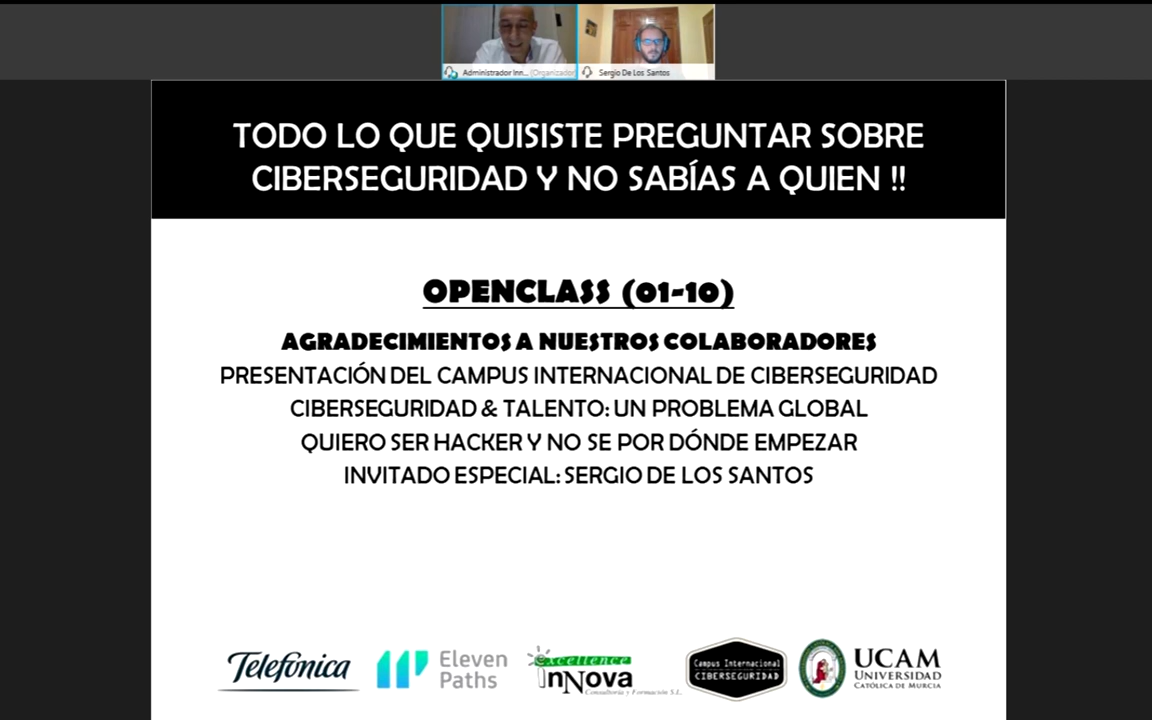 Administrador Inn... (Organizador
Sergio De Los Santos
TODO LO QUE QUISISTE PREGUNTAR SOBRE
CIBERSEGURIDAD Y NO SABÍAS A QUIEN !!
OPENCLASS (01-10)
AGRADECIMIENTOS A NUESTROS COLABORADORES
PRESENTACIÓN DEL CAMPUS INTERNACIONAL DE CIBERSEGURIDAD
CIBERSEGURIDAD & TALENTO: UN PROBLEMA GLOBAL
QUIERO SER HACKER Y NO SE POR DÓNDE EMPEZAR
INVITADO ESPECIAL: SERGIO DE LOS SANTOS
Telefónica
Eleven
Paths
excellence
inNova
Consultoría y Formación S.L.
Campus Internacional
CIBERSEGURIDAD
UCAM
UNIVERSIDAD
CATÓLICA DE MURCIA